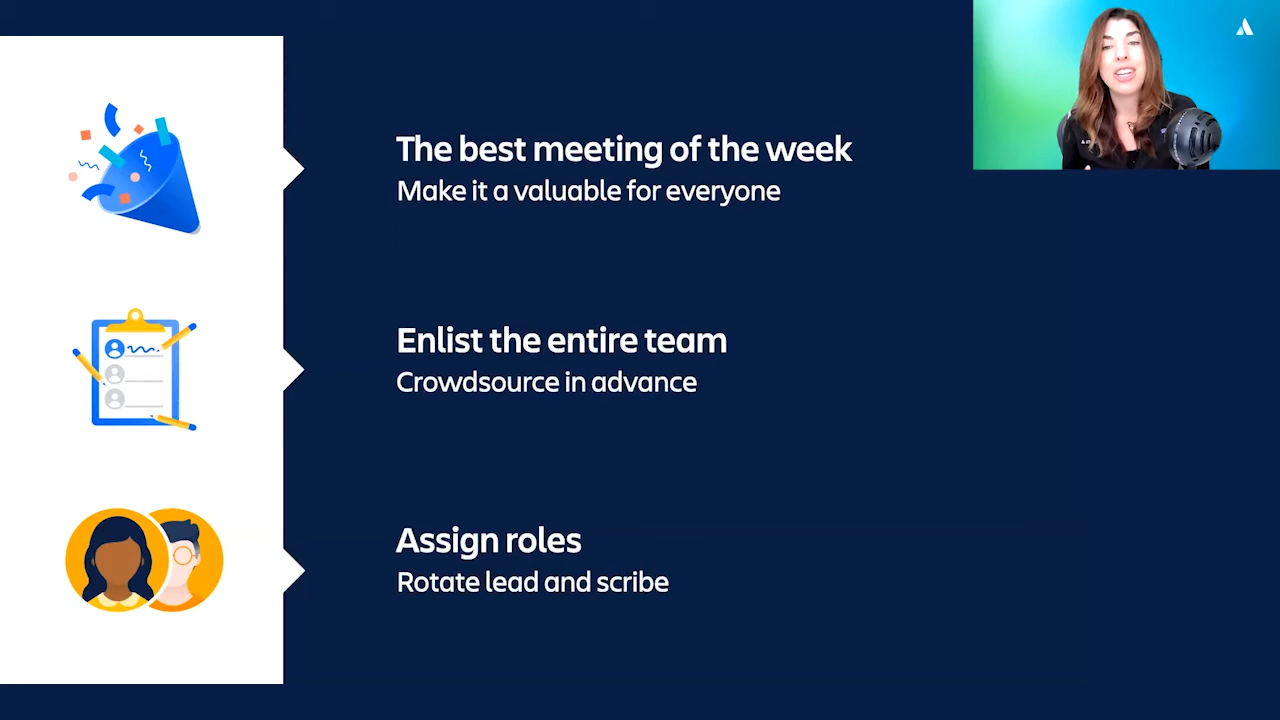 The best meeting of the week
Make it a valuable for everyone
Enlist the entire team
Crowdsource in advance
Assign roles
Rotate lead and scribe